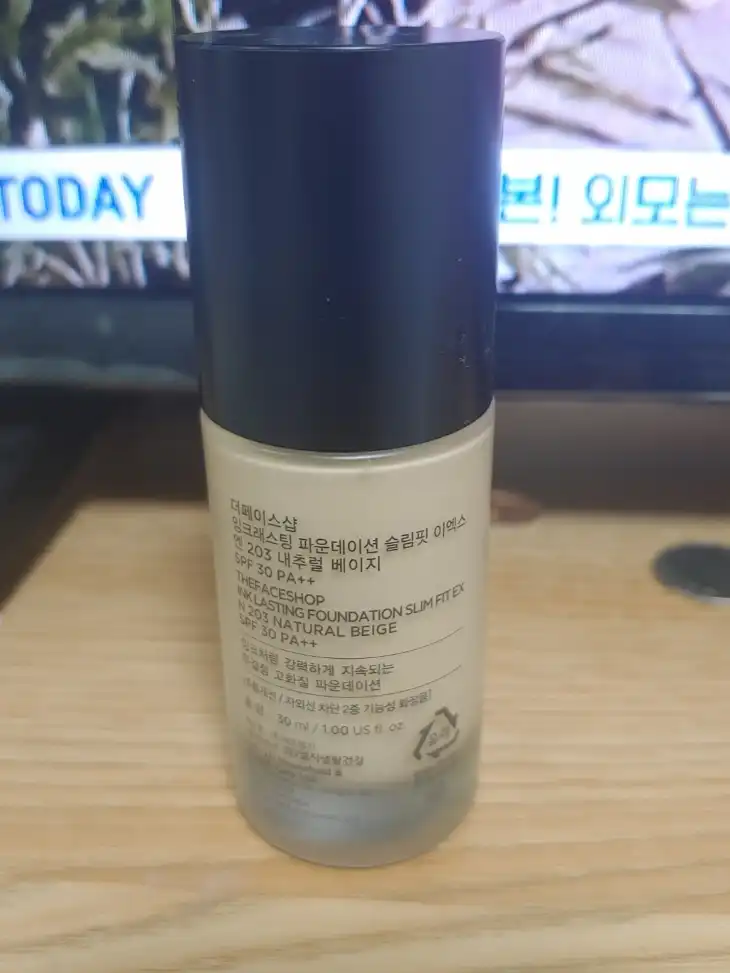 TODAY
본! 외모는
더페이스샵
잉크래스팅 파운데이션 슬림핏 이엑스
엔 203 내추럴 베이지
SPF 30 PA++
THEFACESHOP
INKLASTING FOUNDATION SLIM FIT EX
N 203 NATURAL BEIGE
SPF 30 PA++
잉크처럼 강력하게 지속되는
고화질 파운데이션
자외선 차단 2중 기능성 화장품]
30 ml / 1.00 US fl. oz.
유리